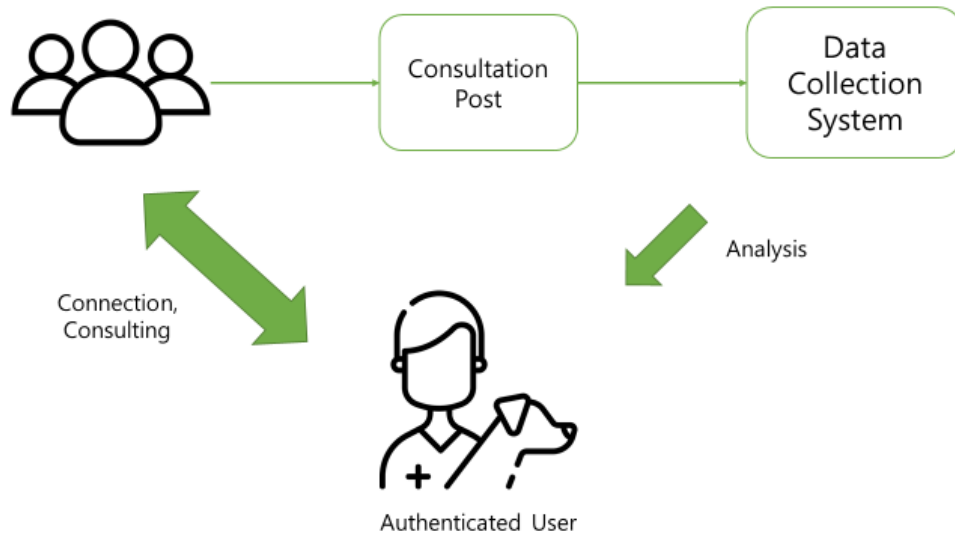 Consultation
Post
Data
Collection
System
Analysis
Connection,
Consulting
Authenticated User